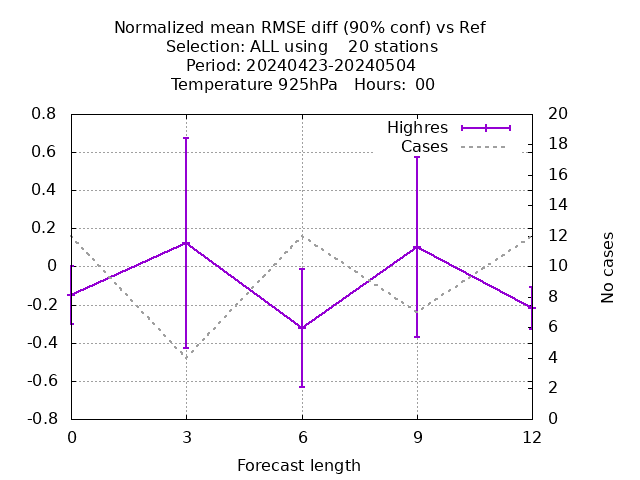 Normalized mean RMSE diff (90% conf) vs Ref
Selection: ALL using    20 stations
Period: 20240423-20240504
Temperature 925hPa   Hours:  00
Highres
Cases
0.8
0.6
0.4
0.2
0
-0.2
-0.4
-0.6
-0.8
20
18
16
14
12
10
8
6
4
2
0
No cases
0 3 6 9 12
Forecast length